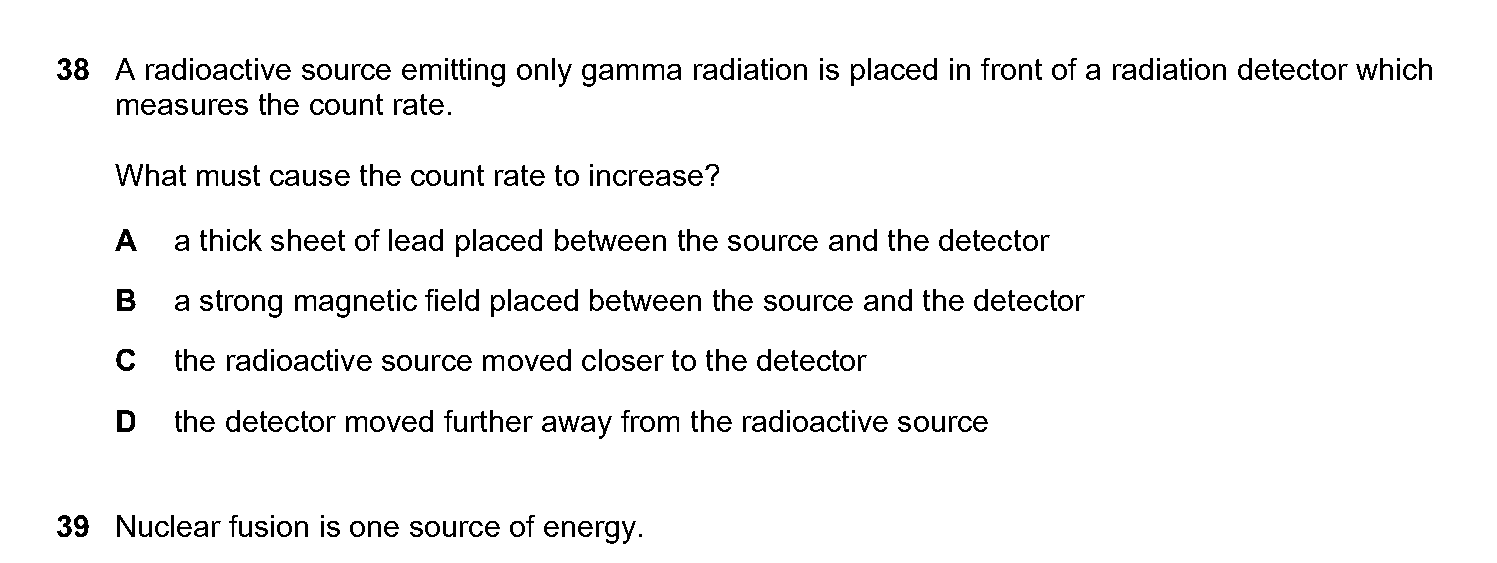 38 A radioactive source emitting only gamma radiation is placed in front of a radiation detector which
measures the count rate.
What must cause the count rate to increase?
A a thick sheet of lead placed between the source and the detector
B a strong magnetic field placed between the source and the detector
C the radioactive source moved closer to the detector
D the detector moved further away from the radioactive source
39 Nuclear fusion is one source of energy.